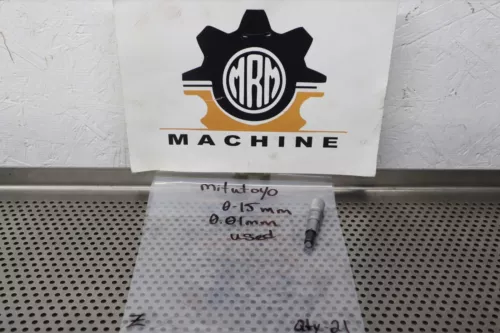 MRM
MACHINE
mitutoyo
0-15mm
0.01mm
used
Z
Qty-21